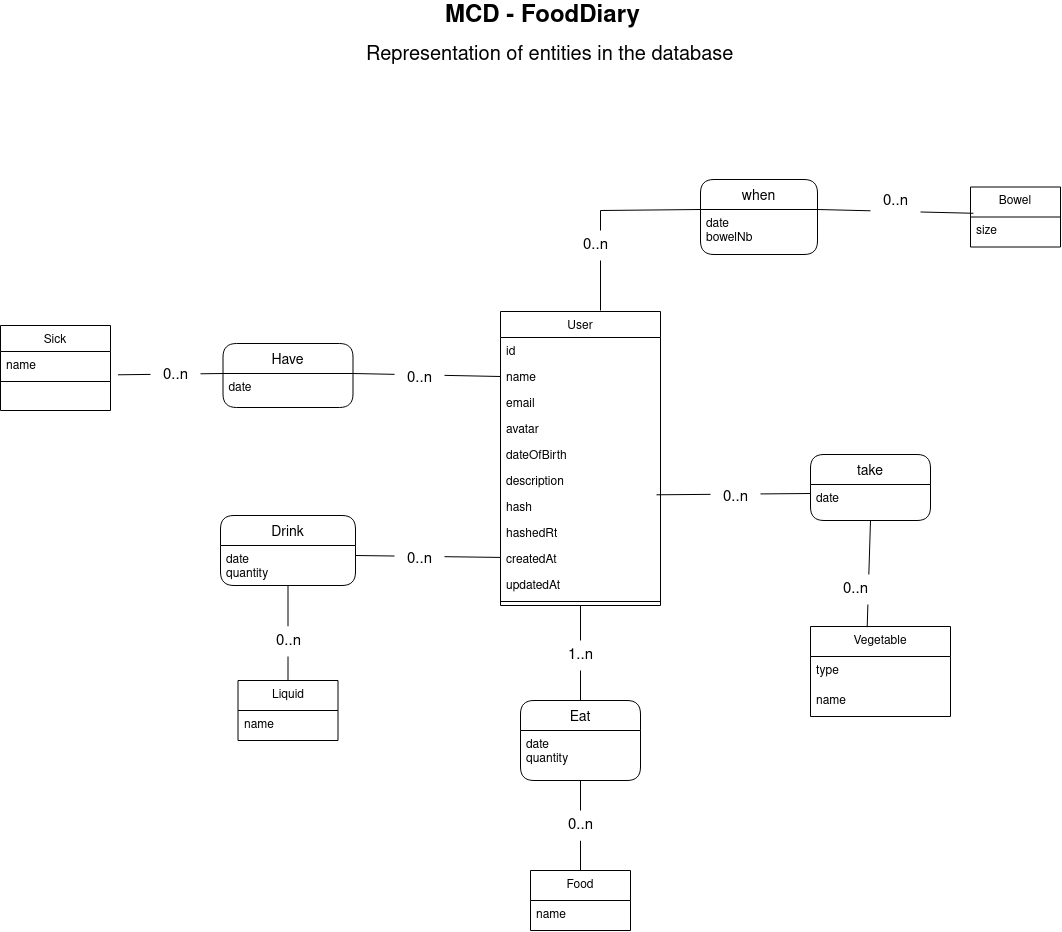 MCD - FoodDiary
Representation of entities in the database
when
date
bowelNb
0..n
Bowel
size
0..n
Sick
name
0..n
Have
date
0..n
User
id
name
email
avatar
dateOfBirth
description
hash
hashedRt
createdAt
updatedAt
0..n
take
date
0..n
Vegetable
type
name
Drink
date
quantity
0..n
0..n
Liquid
name
1..n
Eat
date
quantity
0..n
Food
name